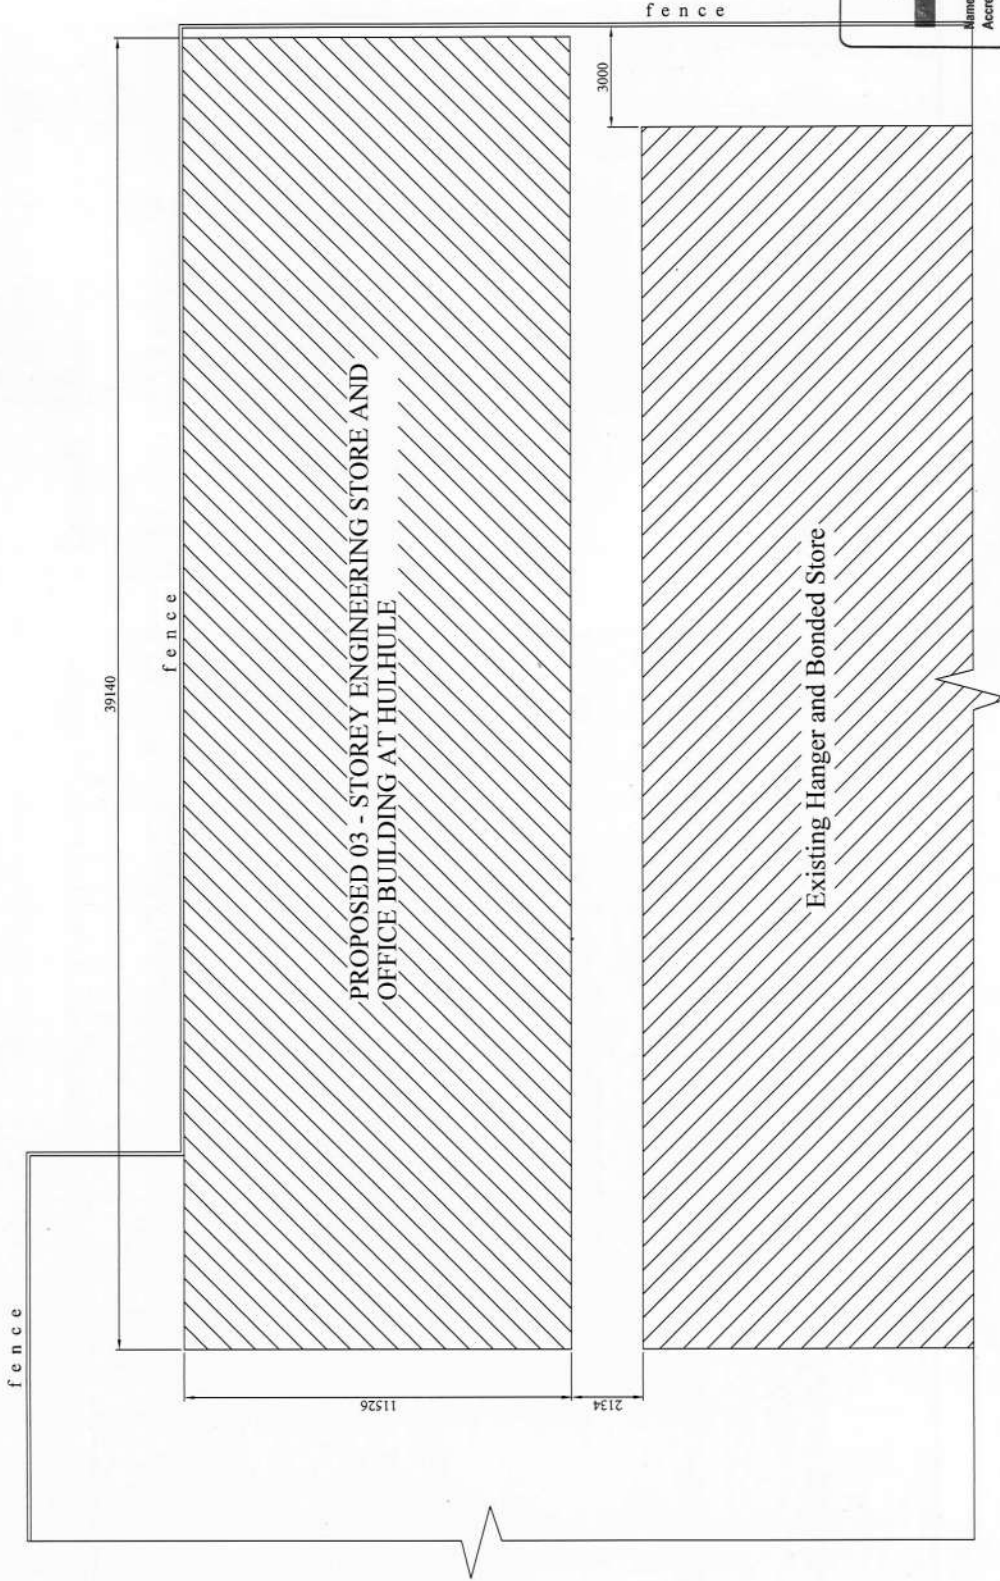 fence
fence
fence
39140
3000
PROPOSED 03 - STOREY ENGINEERING STORE AND
OFFICE BUILDING AT HULHULE
11526
2134
Existing Hanger and Bonded Store
Name